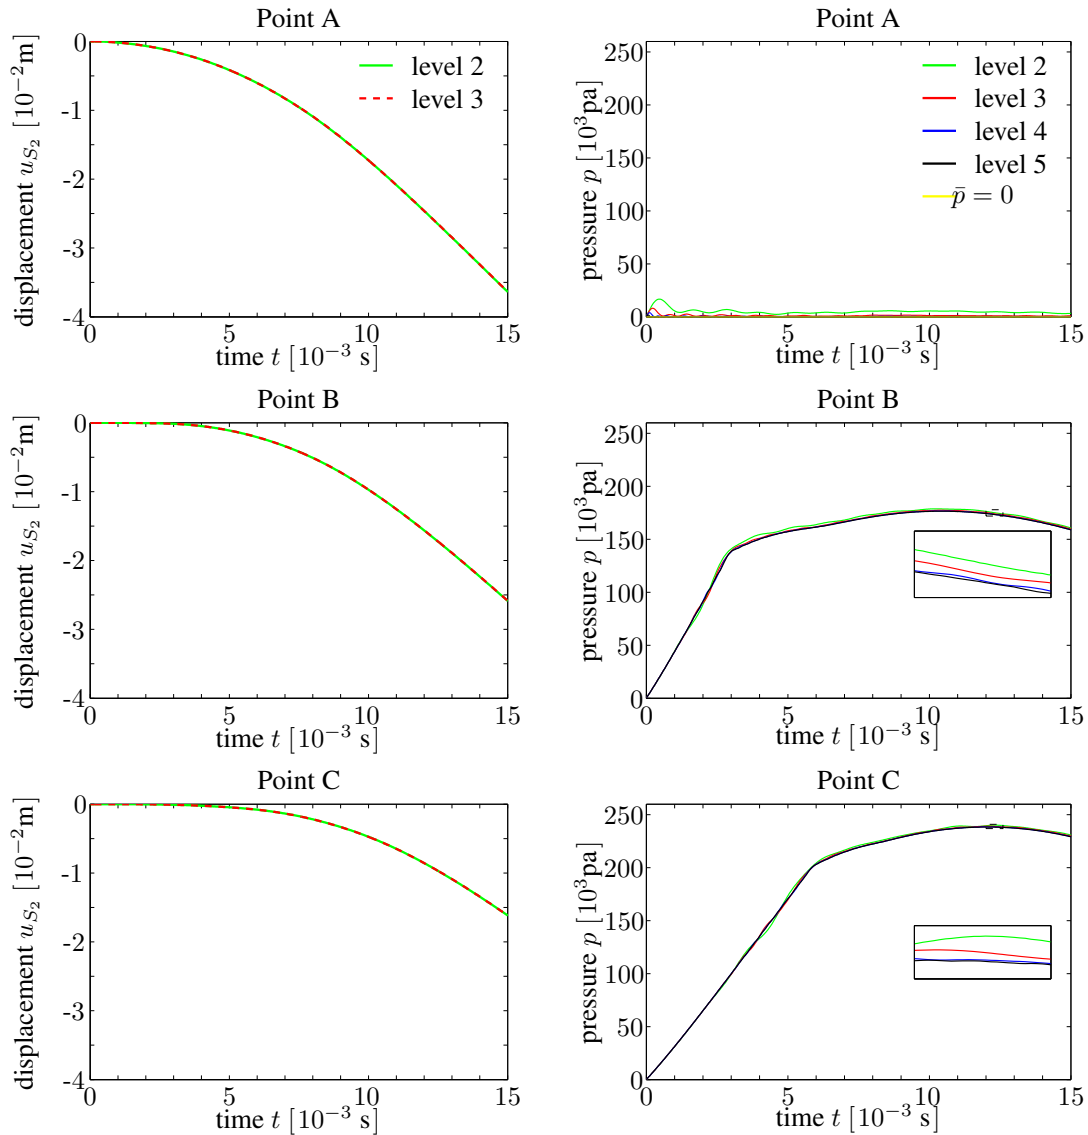 Point A
displacement u_{S_2} [10^{-2}m]
0
-1
-2
-3
-4
level 2
level 3
0 5 10 15
time t [10^{-3} s]
Point A
pressure p [10^3pa]
250
200
150
100
50
0
level 2
level 3
level 4
level 5
p̄ = 0
0 5 10 15
time t [10^{-3} s]
Point B
displacement u_{S_2} [10^{-2}m]
0
-1
-2
-3
-4
0 5 10 15
time t [10^{-3} s]
Point B
pressure p [10^3pa]
250
200
150
100
50
0
0 5 10 15
time t [10^{-3} s]
Point C
displacement u_{S_2} [10^{-2}m]
0
-1
-2
-3
-4
0 5 10 15
time t [10^{-3} s]
Point C
pressure p [10^3pa]
250
200
150
100
50
0
0 5 10 15
time t [10^{-3} s]